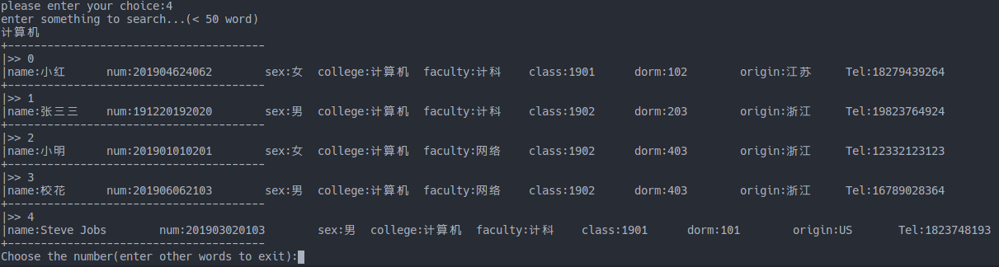 please enter your choice:4
enter something to search...(< 50 word)
计算机
+---------------------------------------
|>> 0
|name:小红 num:201904624062 sex:女 college:计算机 faculty:计科 class:1901 dorm:102 origin:江苏 Tel:18279439264
+---------------------------------------
|>> 1
|name:张三三 num:191220192020 sex:男 college:计算机 faculty:计科 class:1902 dorm:203 origin:浙江 Tel:19823764924
+---------------------------------------
|>> 2
|name:小明 num:201901010201 sex:女 college:计算机 faculty:网络 class:1902 dorm:403 origin:浙江 Tel:12332123123
+---------------------------------------
|>> 3
|name:校花 num:201906062103 sex:男 college:计算机 faculty:网络 class:1902 dorm:403 origin:浙江 Tel:16789028364
+---------------------------------------
|>> 4
|name:Steve Jobs num:201903020103 sex:男 college:计算机 faculty:计科 class:1901 dorm:101 origin:US Tel:1823748193
+---------------------------------------
Choose the number(enter other words to exit):